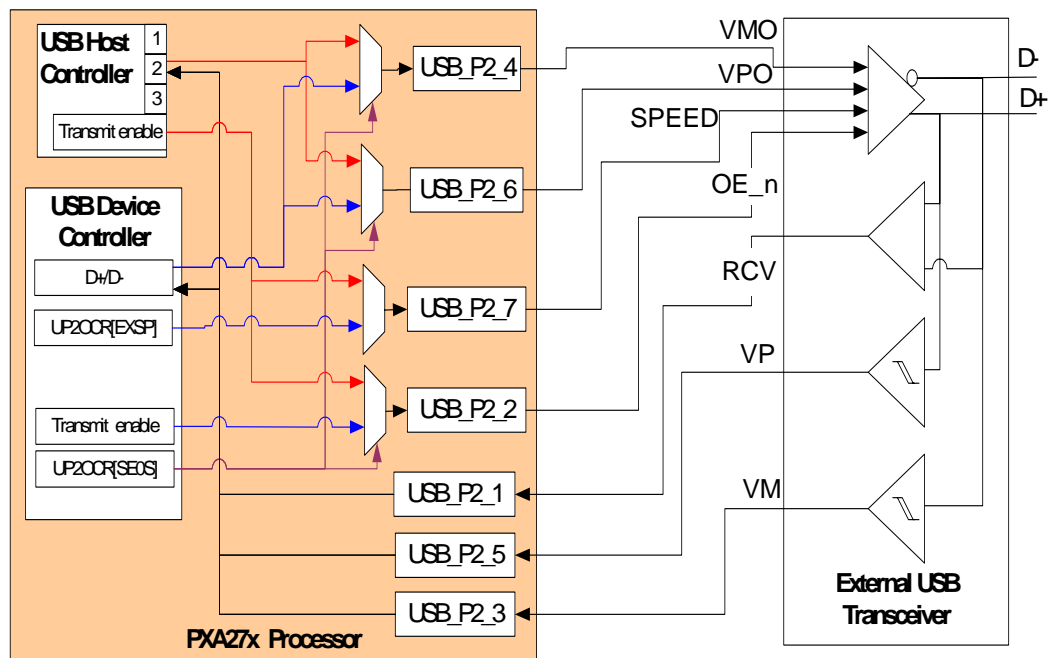 USB Host
Controller
1
2
3
Transmit enable
USB Device
Controller
D+/D-
UP2OCR[EXSP]
Transmit enable
UP2OCR[SE0S]
USB_P2_4
USB_P2_6
USB_P2_7
USB_P2_2
USB_P2_1
USB_P2_5
USB_P2_3
PXA27x Processor
VMO
VPO
SPEED
OE_n
RCV
VP
VM
D-
D+
External USB
Transceiver